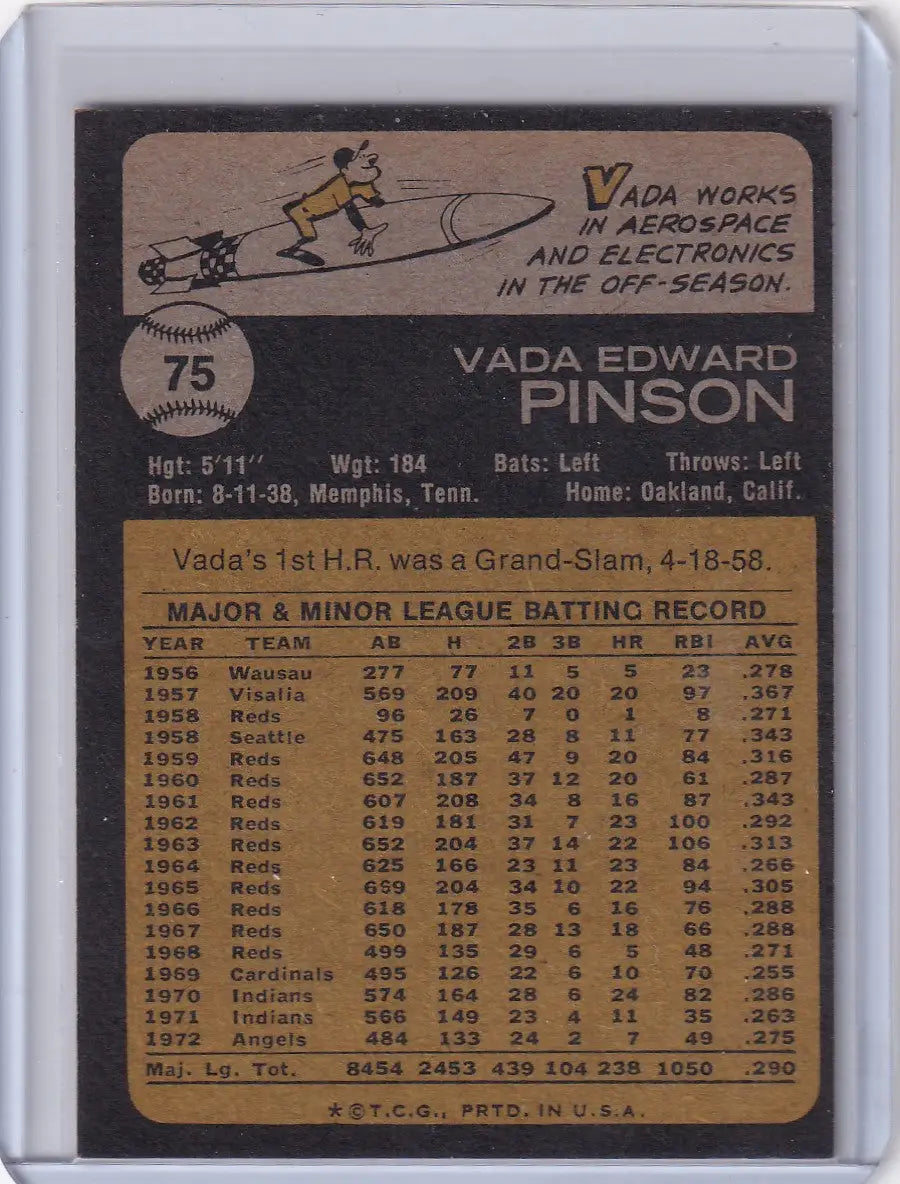 VADA WORKS
IN AEROSPACE
AND ELECTRONICS
IN THE OFF-SEASON.
75
VADA EDWARD
PINSON
Hgt: 5'11'' Wgt: 184 Bats: Left Throws: Left
Born: 8-11-38, Memphis, Tenn. Home: Oakland, Calif.
Vada's 1st H.R. was a Grand-Slam, 4-18-58.
MAJOR & MINOR LEAGUE BATTING RECORD
YEAR TEAM AB H 2B 3B HR RBI AVG
1956 Wausau 277 77 11 5 5 23 .278
1957 Visalia 569 209 40 20 20 97 .367
1958 Reds 96 26 7 0 1 8 .271
1958 Seattle 475 163 28 8 11 77 .343
1959 Reds 648 205 47 9 20 84 .316
1960 Reds 652 187 37 12 20 61 .287
1961 Reds 607 208 34 8 16 87 .343
1962 Reds 619 181 31 7 23 100 .292
1963 Reds 652 204 37 14 22 106 .313
1964 Reds 625 166 23 11 23 84 .266
1965 Reds 669 204 34 10 22 94 .305
1966 Reds 618 178 35 6 16 76 .288
1967 Reds 650 187 28 13 18 66 .288
1968 Reds 499 135 29 6 5 48 .271
1969 Cardinals 495 126 22 6 10 70 .255
1970 Indians 574 164 28 6 24 82 .286
1971 Indians 566 149 23 4 11 35 .263
1972 Angels 484 133 24 2 7 49 .275
Maj. Lg. Tot. 8454 2453 439 104 238 1050 .290
*©T.C.G., PRTD. IN U.S.A.